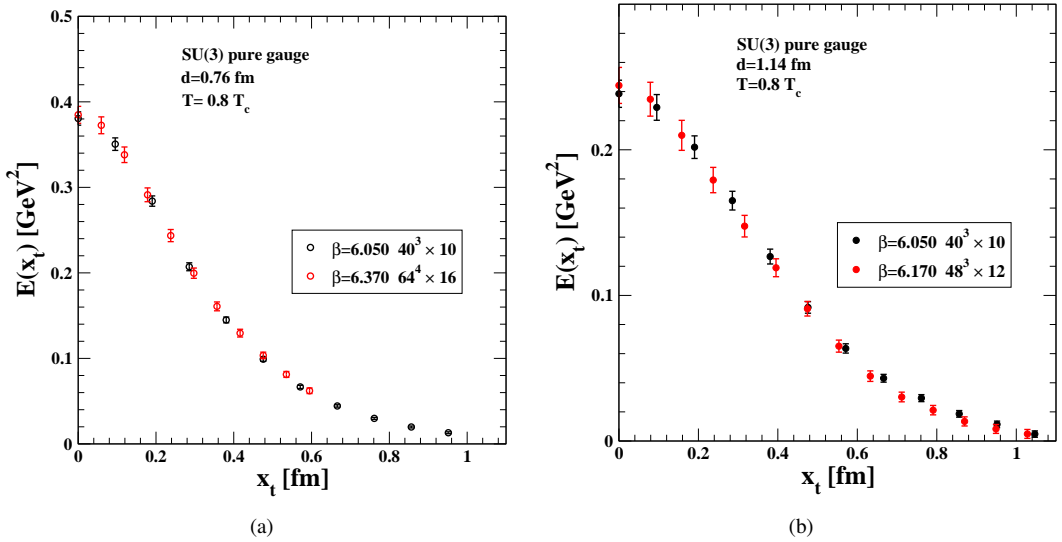 0.5
0.4
0.3
0.2
0.1
0
E(x_t) [GeV^2]
SU(3) pure gauge
d=0.76 fm
T= 0.8 T_c
β=6.050 40^3 × 10
β=6.370 64^4 × 16
0 0.2 0.4 0.6 0.8 1
x_t [fm]
(a)
0.2
0.1
0
E(x_t) [GeV^2]
SU(3) pure gauge
d=1.14 fm
T=0.8 T_c
β=6.050 40^3 × 10
β=6.170 48^3 × 12
0 0.2 0.4 0.6 0.8 1
x_t [fm]
(b)